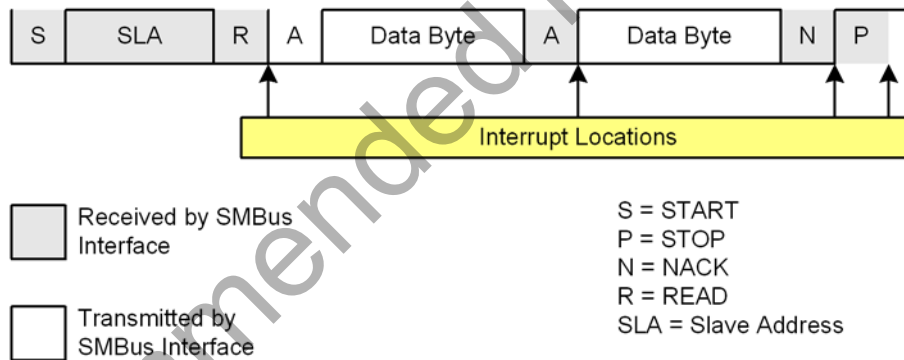 S SLA R A Data Byte A Data Byte N P
Interrupt Locations
Received by SMBus
Interface
Transmitted by
SMBus Interface
S = START
P = STOP
N = NACK
R = READ
SLA = Slave Address